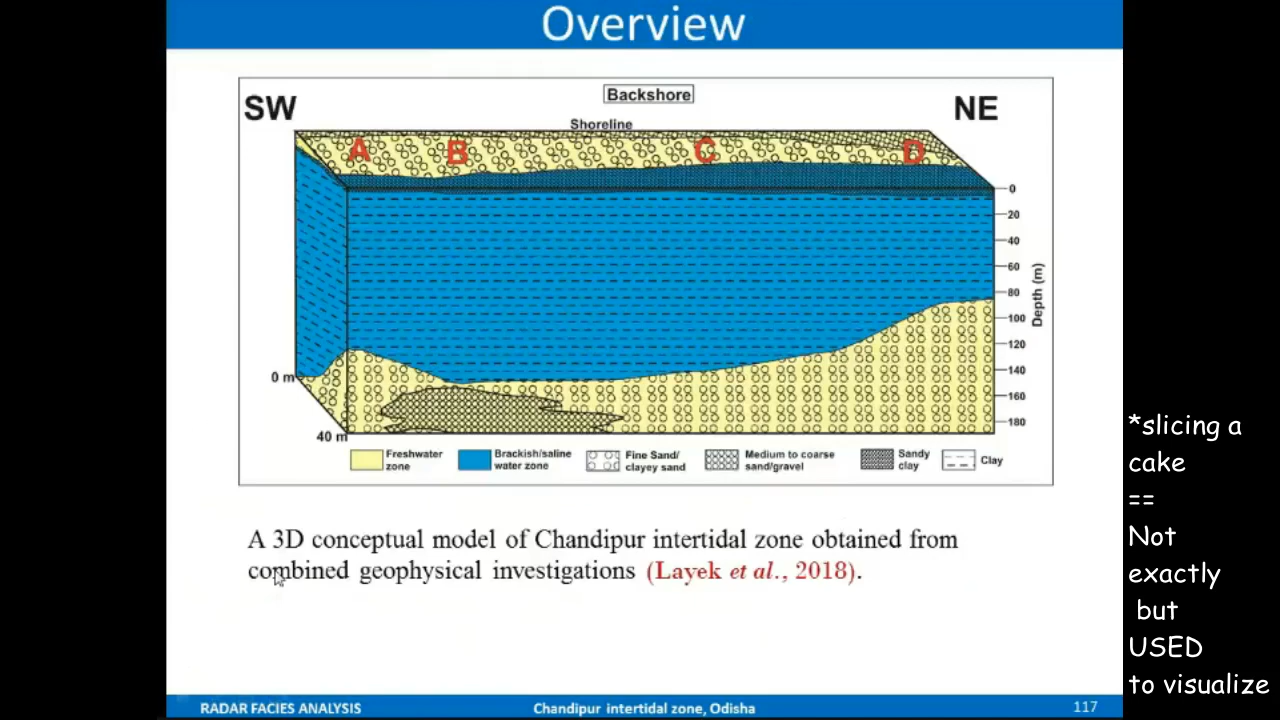 Overview
SW
Backshore
NE
Shoreline
A
B
C
D
0
20
40
60
80
100
120
140
160
180
Depth (m)
0 m
40 m
Freshwater
zone
Brackish/saline
water zone
Fine Sand/
clayey sand
Medium to coarse
sand/gravel
Sandy
clay
Clay
A 3D conceptual model of Chandipur intertidal zone obtained from
combined geophysical investigations (Layek et al., 2018).
*slicing a
cake
==
Not
exactly
but
USED
to visualize
RADAR FACIES ANALYSIS
Chandipur intertidal zone, Odisha
117